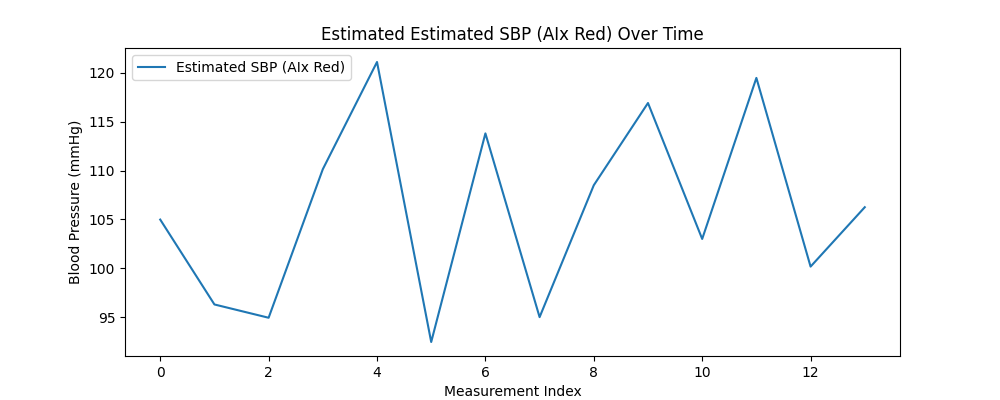 Estimated Estimated SBP (AIx Red) Over Time
Estimated SBP (AIx Red)
Blood Pressure (mmHg)
120
115
110
105
100
95
0 2 4 6 8 10 12
Measurement Index